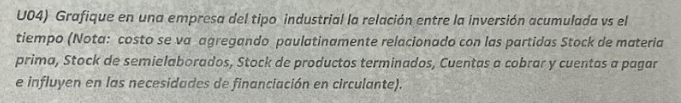 U04) Grafique en una empresa del tipo industrial la relación entre la inversión acumulada vs el
tiempo (Nota: costo se va agregando paulatinamente relacionado con las partidas Stock de materia
prima, Stock de semielaborados, Stock de productos terminados, Cuentas a cobrar y cuentas a pagar
e influyen en las necesidades de financiación en circulante).